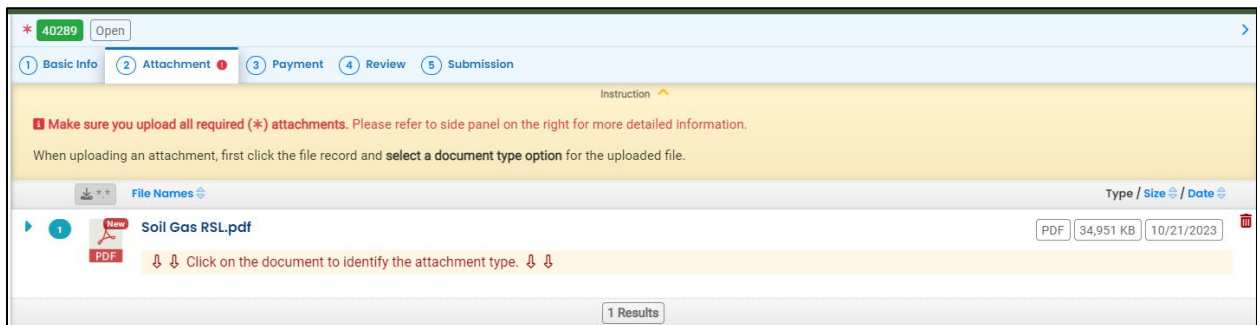 * 40289 Open
1 Basic Info 2 Attachment 3 Payment 4 Review 5 Submission
Instruction
Make sure you upload all required (*) attachments. Please refer to side panel on the right for more detailed information.
When uploading an attachment, first click the file record and select a document type option for the uploaded file.
*.* File Names Type / Size / Date
1 New PDF Soil Gas RSL.pdf PDF 34,951 KB 10/21/2023
⇩ ⇩ Click on the document to identify the attachment type. ⇩ ⇩
1 Results